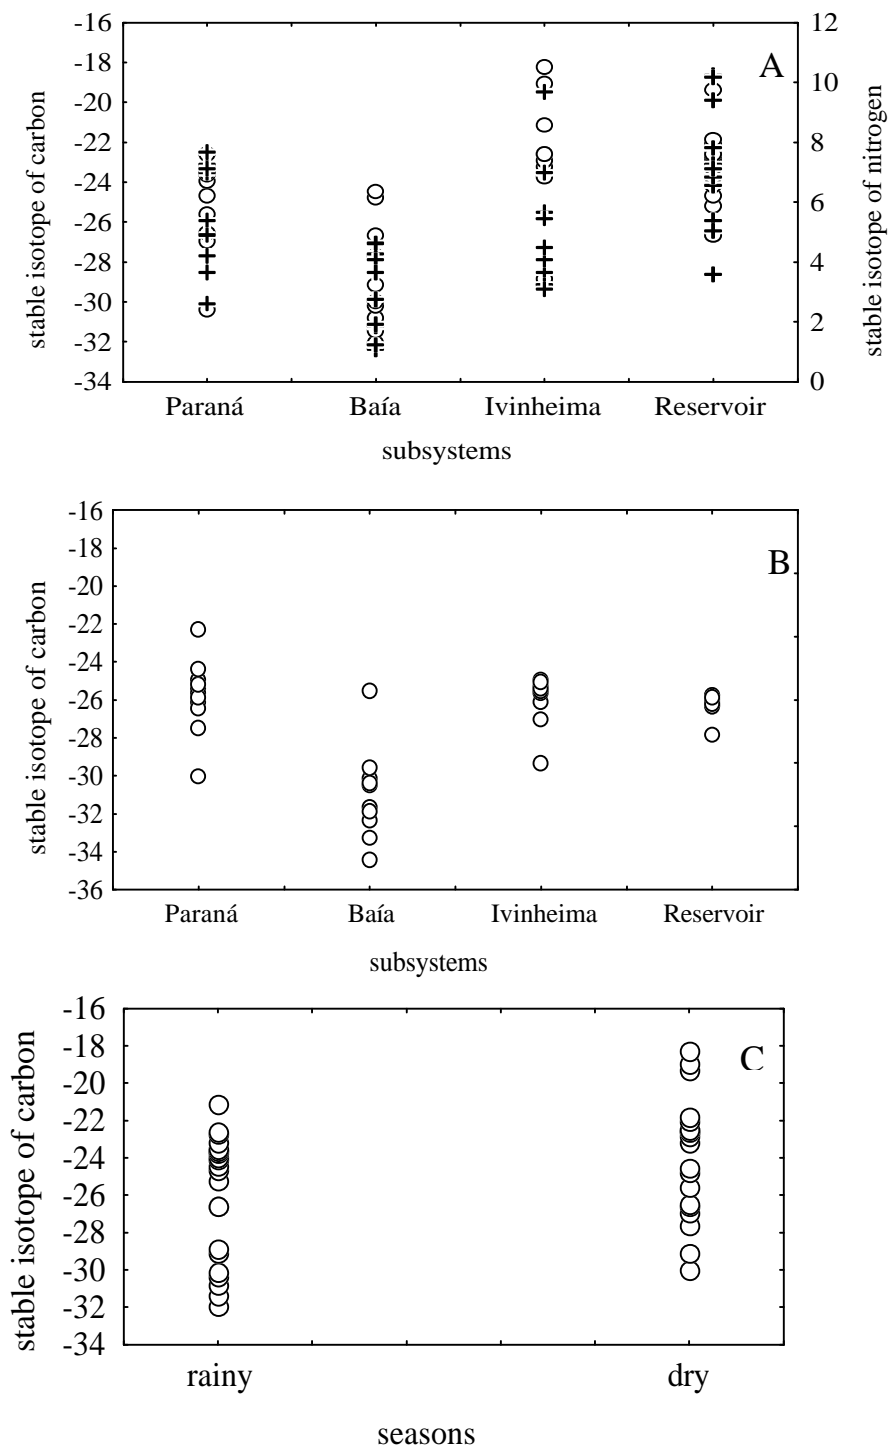 -16
-18
-20
-22
-24
-26
-28
-30
-32
-34
stable isotope of carbon
12
10
8
6
4
2
0
stable isotope of nitrogen
A
Paraná Baía Ivinheima Reservoir
subsystems
-16
-18
-20
-22
-24
-26
-28
-30
-32
-34
-36
stable isotope of carbon
B
Paraná Baía Ivinheima Reservoir
subsystems
-16
-18
-20
-22
-24
-26
-28
-30
-32
-34
stable isotope of carbon
C
rainy dry
seasons